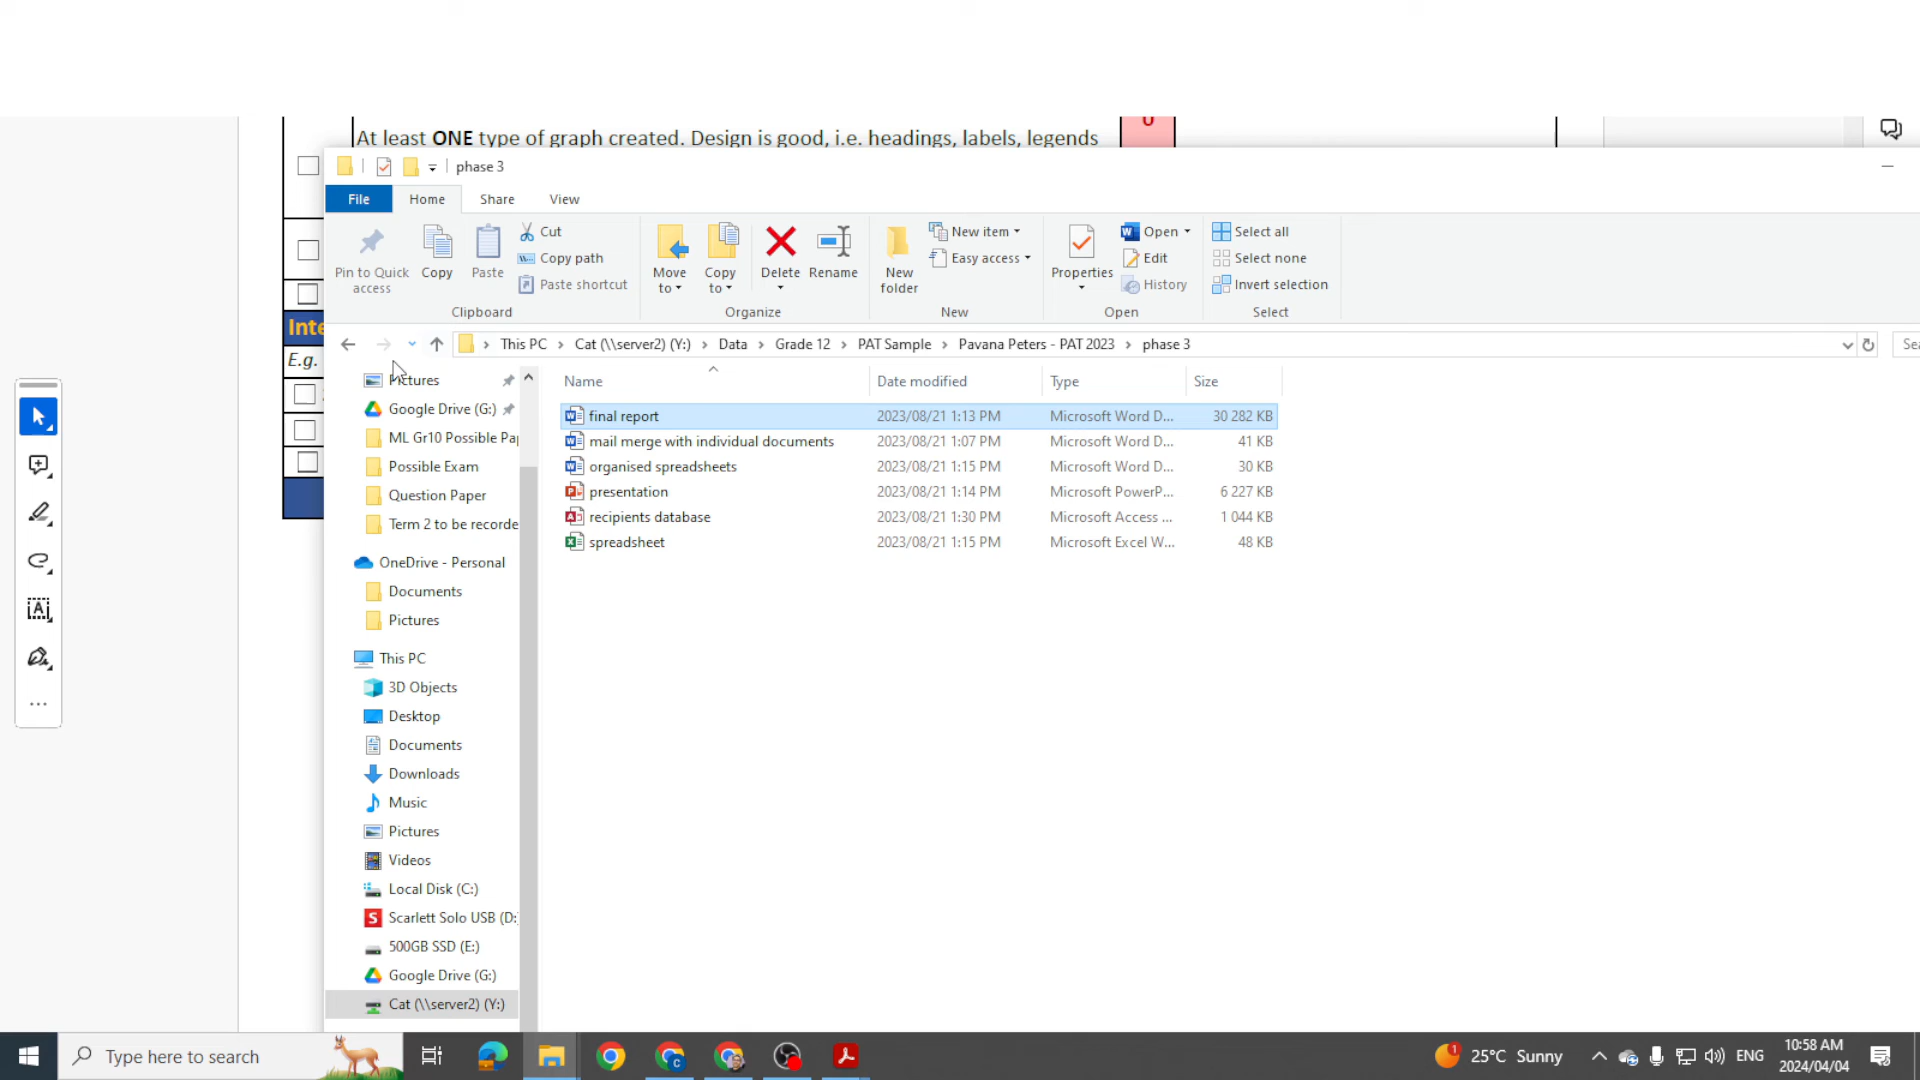 At least ONE type of graph created. Design is good, i.e. headings, labels, legends
phase 3
File
Home
Share
View
Pin to Quick access
Copy
Paste
Cut
Copy path
Paste shortcut
Clipboard
Move to
Copy to
Delete
Rename
Organize
New folder
New item
Easy access
New
Properties
Open
Edit
History
Open
Select all
Select none
Invert selection
Select
Inte
E.g.
This PC
Cat (\\server2) (Y:)
Data
Grade 12
PAT Sample
Pavana Peters - PAT 2023
phase 3
Sea
Pictures
Google Drive (G:)
ML Gr10 Possible Pap
Possible Exam
Question Paper
Term 2 to be recorde
OneDrive - Personal
Documents
Pictures
This PC
3D Objects
Desktop
Documents
Downloads
Music
Pictures
Videos
Local Disk (C:)
Scarlett Solo USB (D:)
500GB SSD (E:)
Google Drive (G:)
Cat (\\server2) (Y:)
Name Date modified Type Size
final report 2023/08/21 1:13 PM Microsoft Word D... 30 282 KB
mail merge with individual documents 2023/08/21 1:07 PM Microsoft Word D... 41 KB
organised spreadsheets 2023/08/21 1:15 PM Microsoft Word D... 30 KB
presentation 2023/08/21 1:14 PM Microsoft PowerP... 6 227 KB
recipients database 2023/08/21 1:30 PM Microsoft Access ... 1 044 KB
spreadsheet 2023/08/21 1:15 PM Microsoft Excel W... 48 KB
Type here to search
25°C Sunny
ENG
10:58 AM
2024/04/04